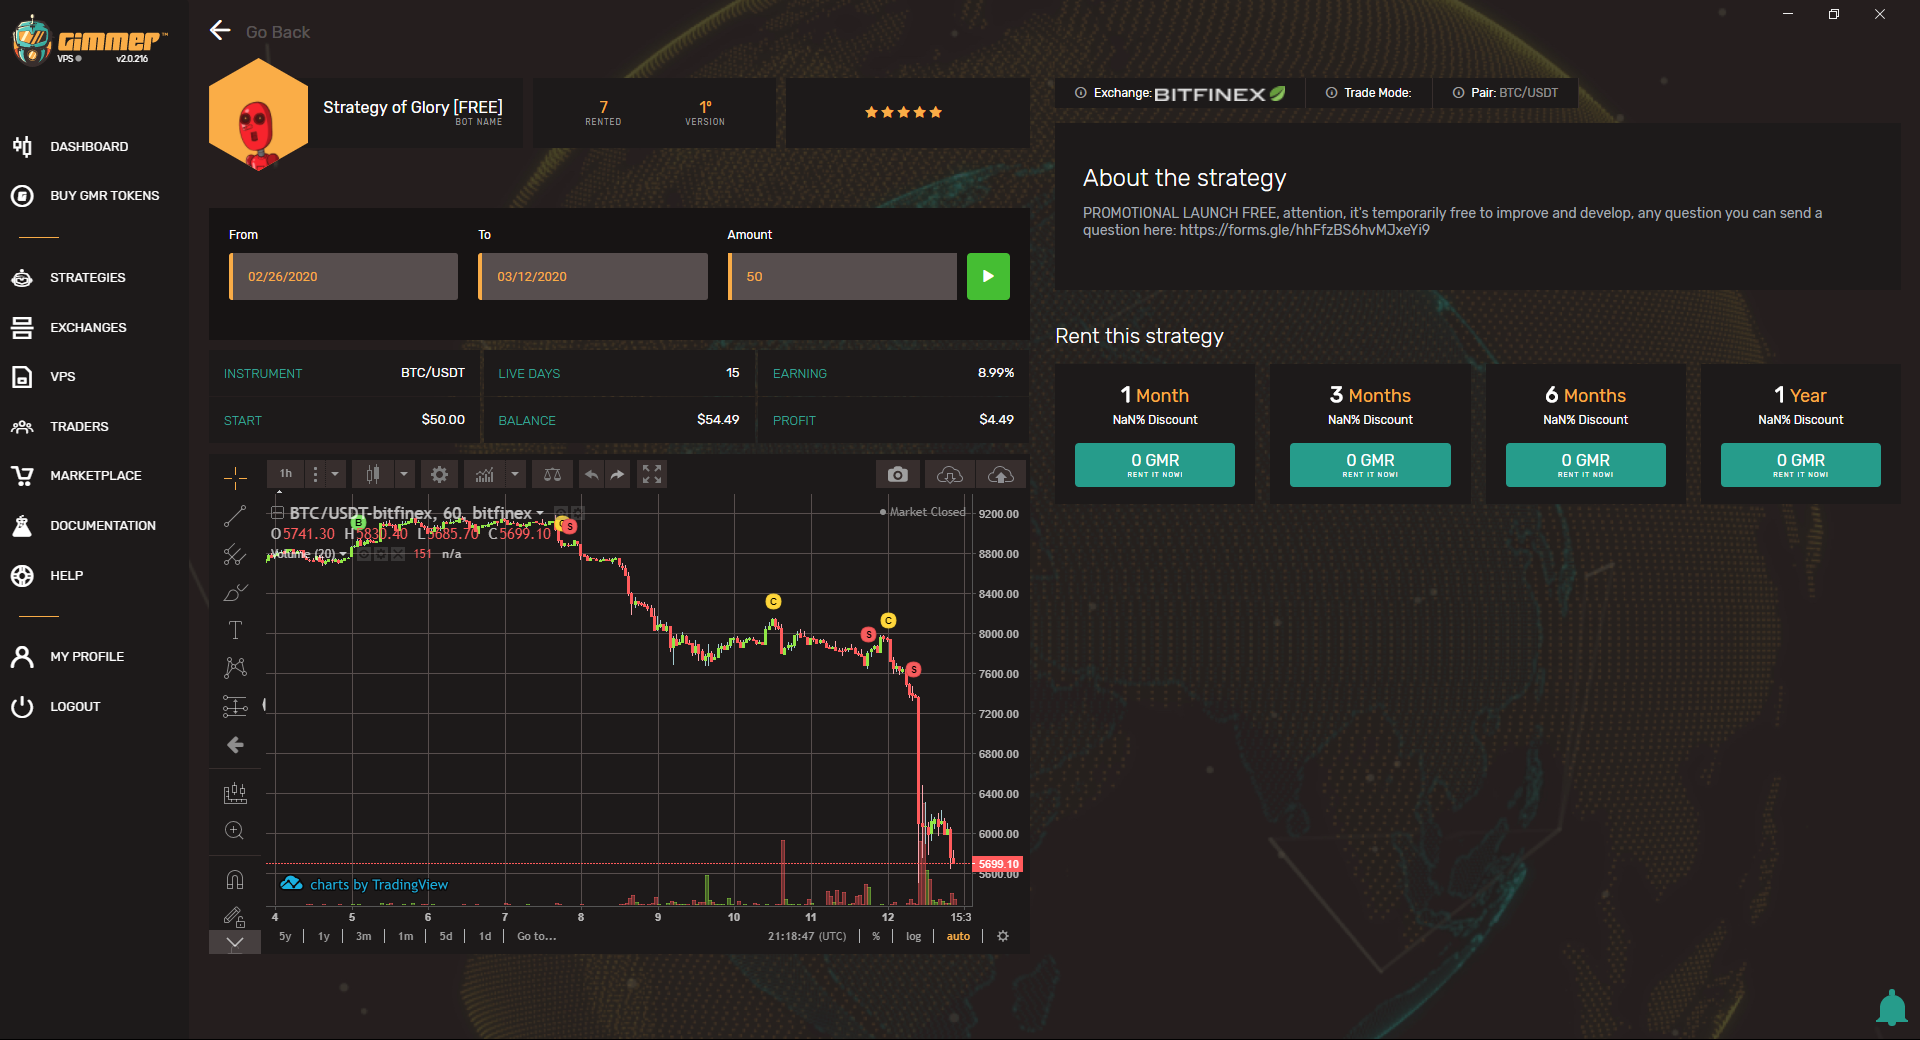 GIMMER™
VPS v2.0.216
DASHBOARD
BUY GMR TOKENS
STRATEGIES
EXCHANGES
VPS
TRADERS
MARKETPLACE
DOCUMENTATION
HELP
MY PROFILE
LOGOUT
Go Back
Strategy of Glory [FREE]
BOT NAME
7
RENTED
1º
VERSION
From
To
Amount
02/26/2020
03/12/2020
50
INSTRUMENT BTC/USDT
LIVE DAYS 15
EARNING 8.99%
START $50.00
BALANCE $54.49
PROFIT $4.49
1h
BTC/USDT-bitfinex, 60, bitfinex
Market Closed
O5741.30 H5830.40 L5685.70 C5699.10
Volume (20) 151 n/a
B
S
C
S
C
S
9200.00
8800.00
8400.00
8000.00
7600.00
7200.00
6800.00
6400.00
6000.00
5699.10
5600.00
charts by TradingView
4 5 6 7 8 9 10 11 12 15:3
5y 1y 3m 1m 5d 1d Go to...
21:18:47 (UTC) % log auto
Exchange: BITFINEX
Trade Mode:
Pair: BTC/USDT
About the strategy
PROMOTIONAL LAUNCH FREE, attention, it's temporarily free to improve and develop, any question you can send a
question here: https://forms.gle/hhFfzBS6hvMJxeYi9
Rent this strategy
1 Month
NaN% Discount
0 GMR
RENT IT NOW!
3 Months
NaN% Discount
0 GMR
RENT IT NOW!
6 Months
NaN% Discount
0 GMR
RENT IT NOW!
1 Year
NaN% Discount
0 GMR
RENT IT NOW!